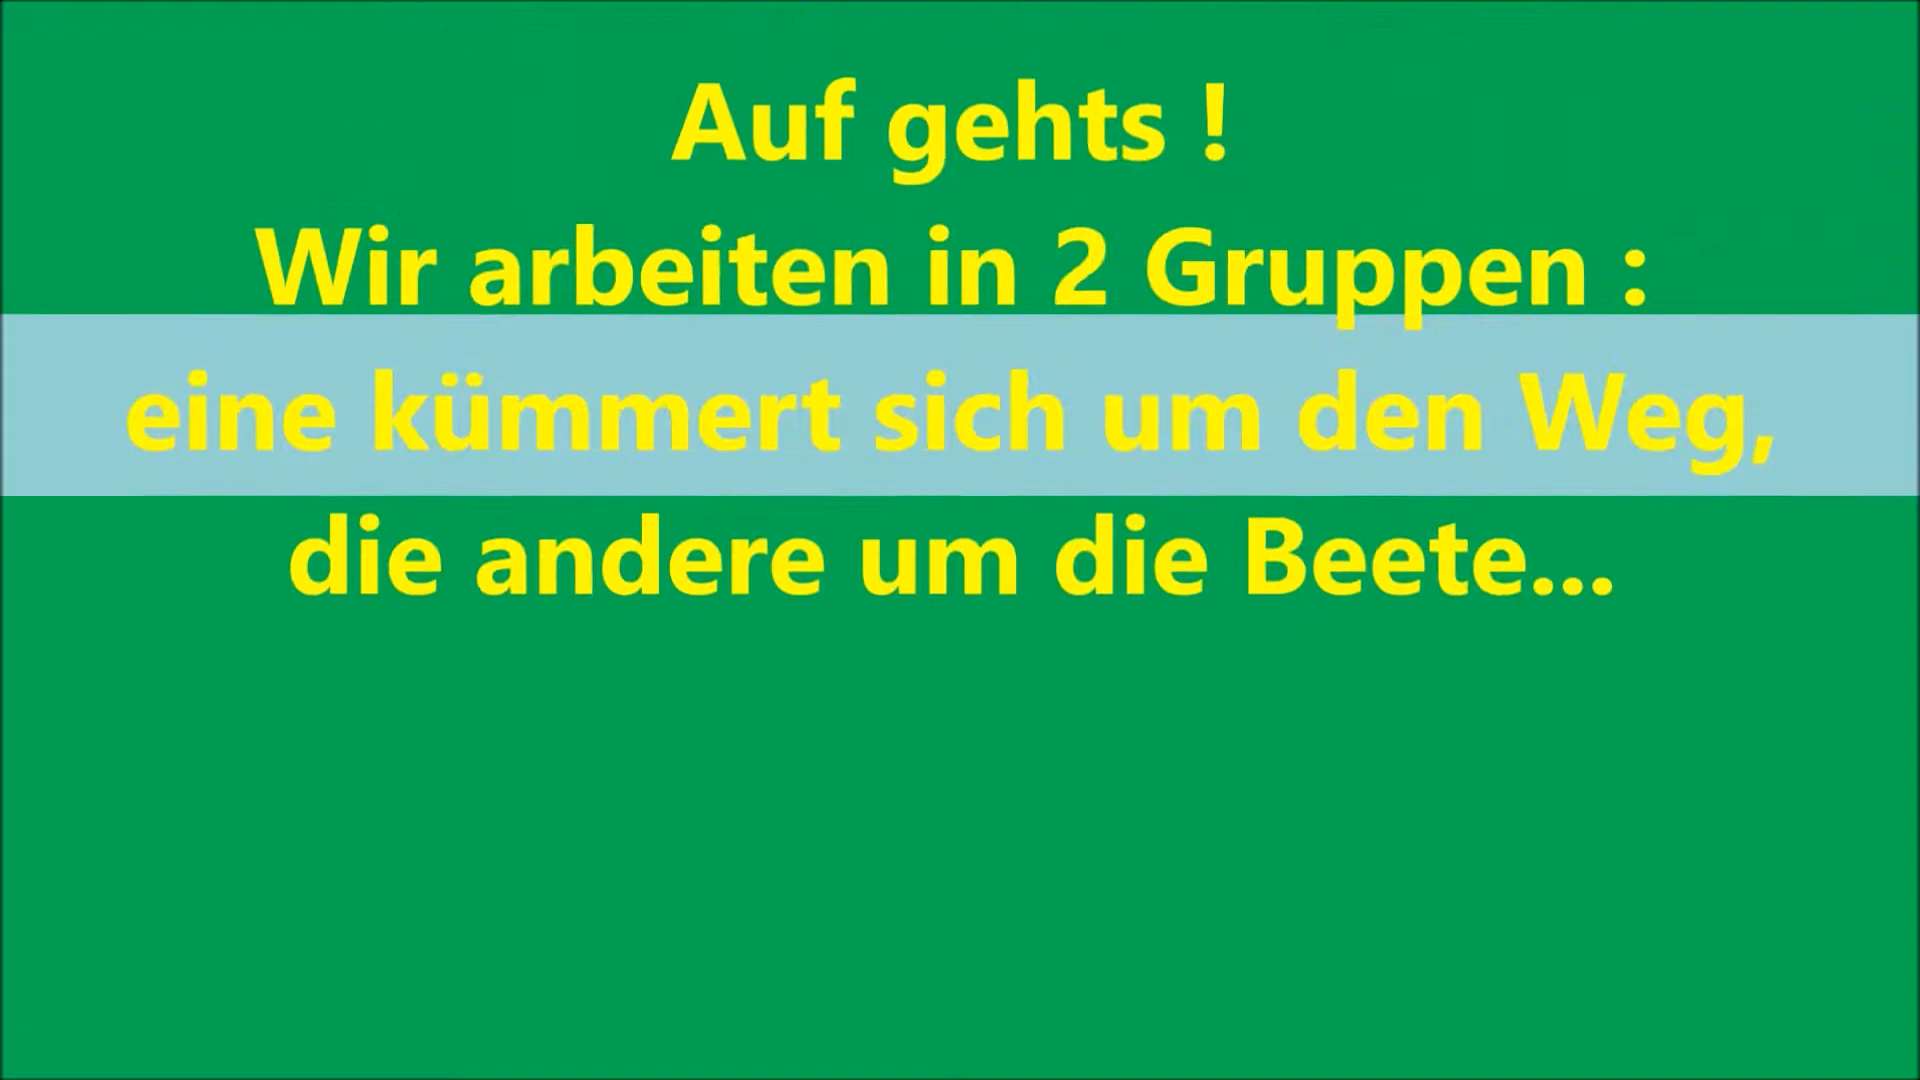 Auf gehts !
Wir arbeiten in 2 Gruppen :
eine kümmert sich um den Weg,
die andere um die Beete...